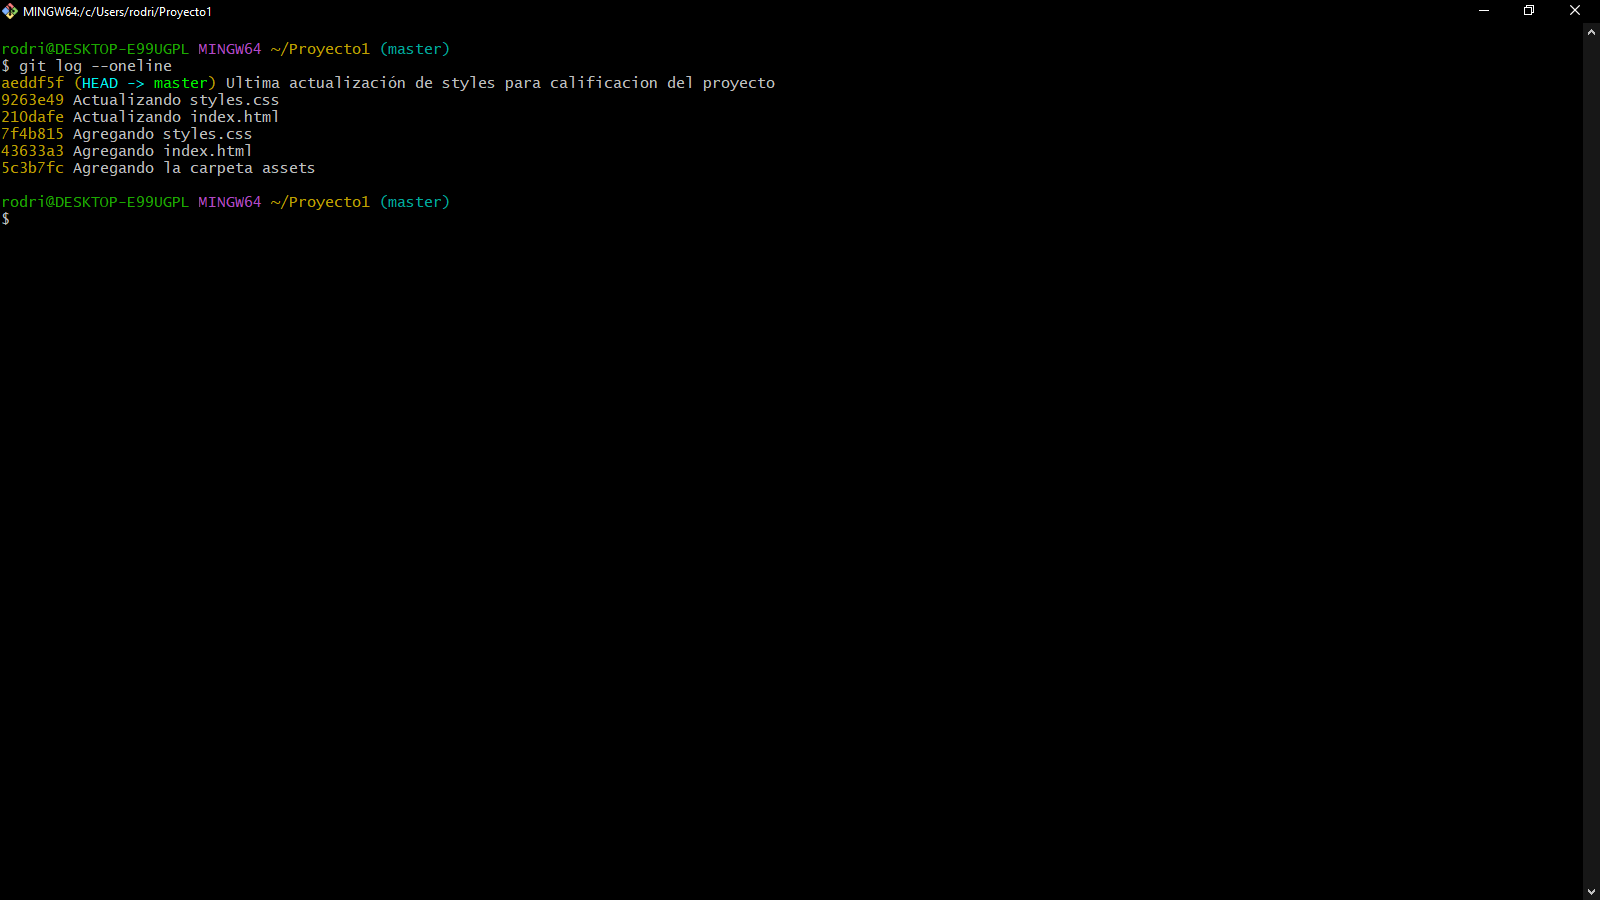 MINGW64:/c/Users/rodri/Proyecto1
rodri@DESKTOP-E99UGPL MINGW64 ~/Proyecto1 (master)
$ git log --oneline
aeddf5f (HEAD -> master) Ultima actualización de styles para calificacion del proyecto
9263e49 Actualizando styles.css
210dafe Actualizando index.html
7f4b815 Agregando styles.css
43633a3 Agregando index.html
5c3b7fc Agregando la carpeta assets
rodri@DESKTOP-E99UGPL MINGW64 ~/Proyecto1 (master)
$